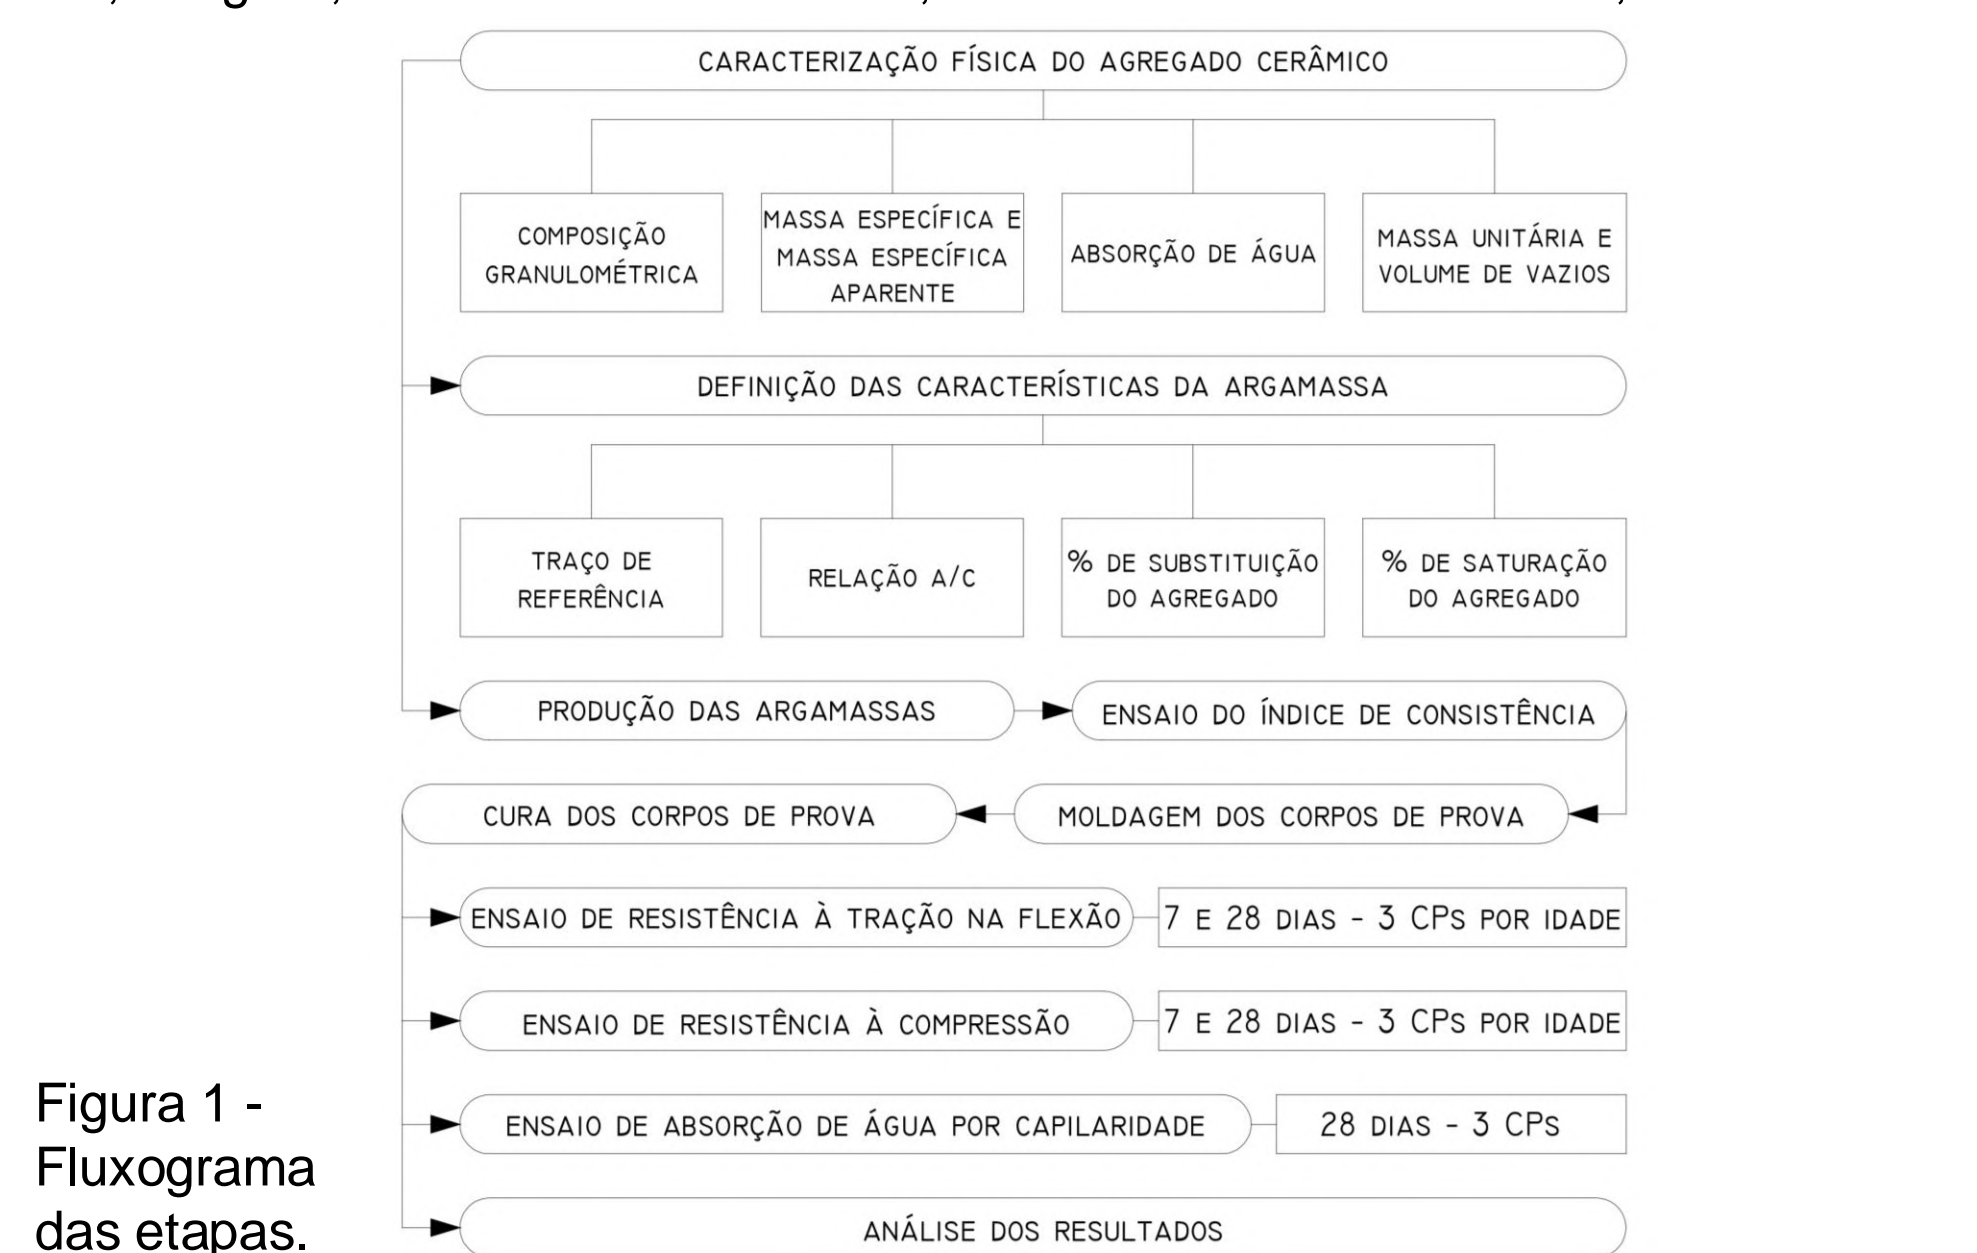 CARACTERIZAÇÃO FÍSICA DO AGREGADO CERÂMICO
COMPOSIÇÃO
GRANULOMÉTRICA
MASSA ESPECÍFICA E
MASSA ESPECÍFICA
APARENTE
ABSORÇÃO DE ÁGUA
MASSA UNITÁRIA E
VOLUME DE VAZIOS
DEFINIÇÃO DAS CARACTERÍSTICAS DA ARGAMASSA
TRAÇO DE
REFERÊNCIA
RELAÇÃO A/C
% DE SUBSTITUIÇÃO
DO AGREGADO
% DE SATURAÇÃO
DO AGREGADO
PRODUÇÃO DAS ARGAMASSAS
ENSAIO DO ÍNDICE DE CONSISTÊNCIA
MOLDAGEM DOS CORPOS DE PROVA
CURA DOS CORPOS DE PROVA
ENSAIO DE RESISTÊNCIA À TRAÇÃO NA FLEXÃO
7 E 28 DIAS - 3 CPs POR IDADE
ENSAIO DE RESISTÊNCIA À COMPRESSÃO
7 E 28 DIAS - 3 CPs POR IDADE
ENSAIO DE ABSORÇÃO DE ÁGUA POR CAPILARIDADE
28 DIAS - 3 CPs
ANÁLISE DOS RESULTADOS
Figura 1 -
Fluxograma
das etapas.